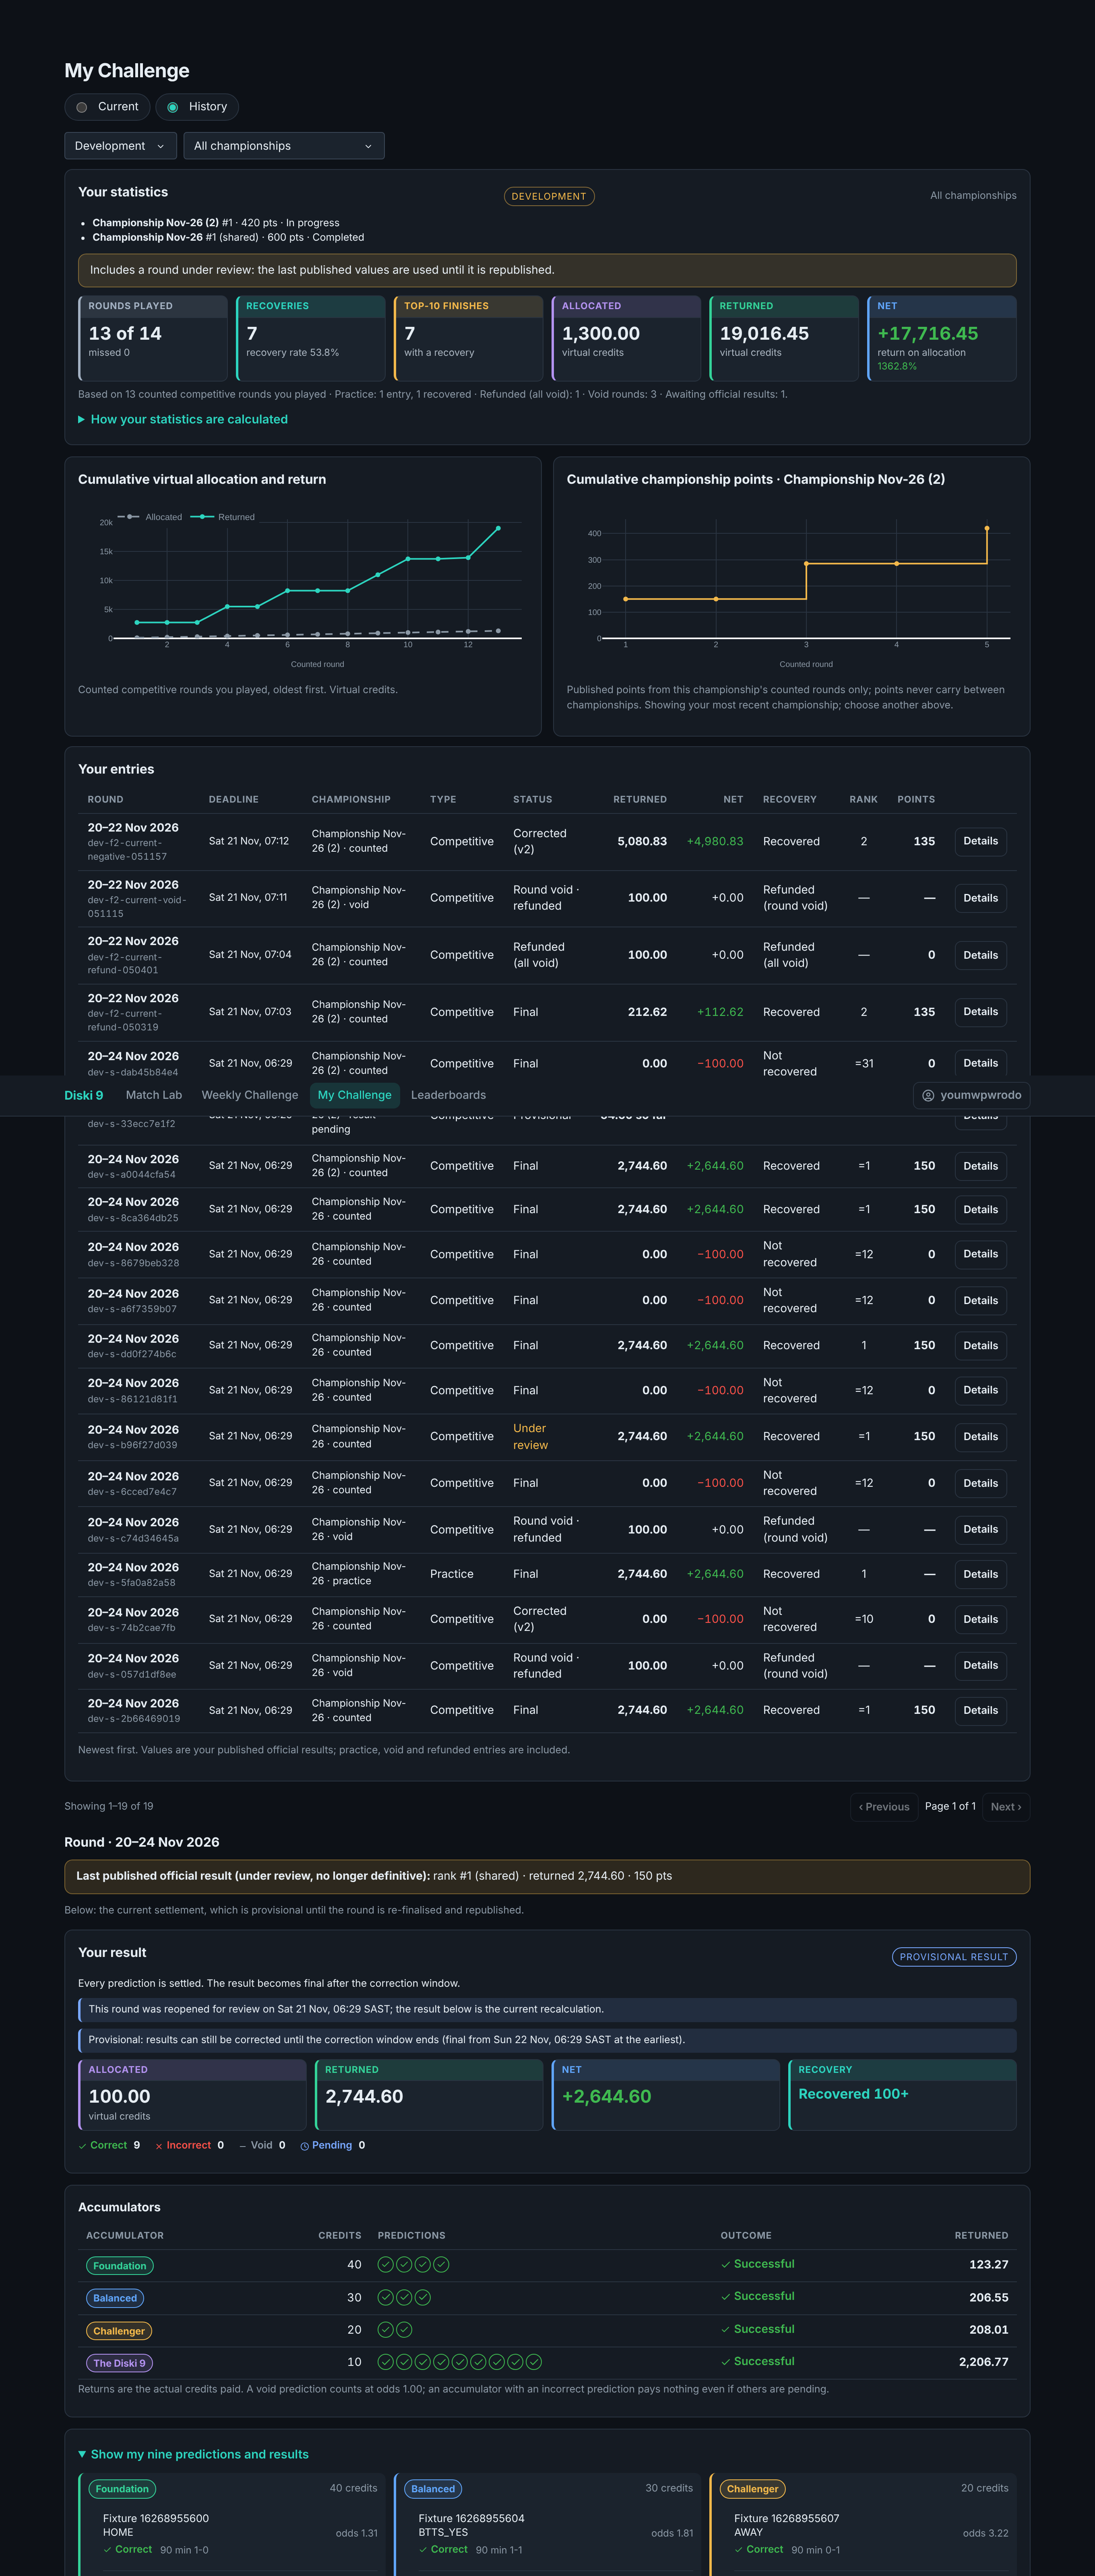 My Challenge
Current
History
Development
All championships
Your statistics
DEVELOPMENT
All championships
• Championship Nov-26 (2) #1 · 420 pts · In progress
• Championship Nov-26 #1 (shared) · 600 pts · Completed
Includes a round under review: the last published values are used until it is republished.
ROUNDS PLAYED
13 of 14
missed 0
RECOVERIES
7
recovery rate 53.8%
TOP-10 FINISHES
7
with a recovery
ALLOCATED
1,300.00
virtual credits
RETURNED
19,016.45
virtual credits
NET
+17,716.45
return on allocation
1362.8%
Based on 13 counted competitive rounds you played · Practice: 1 entry, 1 recovered · Refunded (all void): 1 · Void rounds: 3 · Awaiting official results: 1.
How your statistics are calculated
Cumulative virtual allocation and return
Allocated
Returned
20k
15k
10k
5k
0
2 4 6 8 10 12
Counted round
Counted competitive rounds you played, oldest first. Virtual credits.
Cumulative championship points · Championship Nov-26 (2)
400
300
200
100
0
1 2 3 4 5
Counted round
Published points from this championship's counted rounds only; points never carry between
championships. Showing your most recent championship; choose another above.
Your entries
ROUND DEADLINE CHAMPIONSHIP TYPE STATUS RETURNED NET RECOVERY RANK POINTS
20–22 Nov 2026
dev-f2-current-
negative-051157
Sat 21 Nov, 07:12
Championship Nov-
26 (2) · counted
Competitive
Corrected
(v2)
5,080.83 +4,980.83 Recovered 2 135 Details
20–22 Nov 2026
dev-f2-current-void-
051115
Sat 21 Nov, 07:11
Championship Nov-
26 (2) · void
Competitive
Round void ·
refunded
100.00 +0.00
Refunded
(round void)
— — Details
20–22 Nov 2026
dev-f2-current-
refund-050401
Sat 21 Nov, 07:04
Championship Nov-
26 (2) · counted
Competitive
Refunded
(all void)
100.00 +0.00
Refunded
(all void)
— 0 Details
20–22 Nov 2026
dev-f2-current-
refund-050319
Sat 21 Nov, 07:03
Championship Nov-
26 (2) · counted
Competitive Final 212.62 +112.62 Recovered 2 135 Details
20–24 Nov 2026
dev-s-dab45b84e4
Sat 21 Nov, 06:29
Championship Nov-
26 (2) · counted
Competitive Final 0.00 −100.00
Not
recovered
=31 0 Details
Diski 9 Match Lab Weekly Challenge My Challenge Leaderboards youmwpwrodo
dev-s-33ecc7e1f2
pending
20–24 Nov 2026
dev-s-a0044cfa54
Sat 21 Nov, 06:29
Championship Nov-
26 (2) · counted
Competitive Final 2,744.60 +2,644.60 Recovered =1 150 Details
20–24 Nov 2026
dev-s-8ca364db25
Sat 21 Nov, 06:29
Championship Nov-
26 · counted
Competitive Final 2,744.60 +2,644.60 Recovered =1 150 Details
20–24 Nov 2026
dev-s-8679beb328
Sat 21 Nov, 06:29
Championship Nov-
26 · counted
Competitive Final 0.00 −100.00
Not
recovered
=12 0 Details
20–24 Nov 2026
dev-s-a6f7359b07
Sat 21 Nov, 06:29
Championship Nov-
26 · counted
Competitive Final 0.00 −100.00
Not
recovered
=12 0 Details
20–24 Nov 2026
dev-s-dd0f274b6c
Sat 21 Nov, 06:29
Championship Nov-
26 · counted
Competitive Final 2,744.60 +2,644.60 Recovered 1 150 Details
20–24 Nov 2026
dev-s-86121d81f1
Sat 21 Nov, 06:29
Championship Nov-
26 · counted
Competitive Final 0.00 −100.00
Not
recovered
=12 0 Details
20–24 Nov 2026
dev-s-b96f27d039
Sat 21 Nov, 06:29
Championship Nov-
26 · counted
Competitive
Under
review
2,744.60 +2,644.60 Recovered =1 150 Details
20–24 Nov 2026
dev-s-6cced7e4c7
Sat 21 Nov, 06:29
Championship Nov-
26 · counted
Competitive Final 0.00 −100.00
Not
recovered
=12 0 Details
20–24 Nov 2026
dev-s-c74d34645a
Sat 21 Nov, 06:29
Championship Nov-
26 · void
Competitive
Round void ·
refunded
100.00 +0.00
Refunded
(round void)
— — Details
20–24 Nov 2026
dev-s-5fa0a82a58
Sat 21 Nov, 06:29
Championship Nov-
26 · practice
Practice Final 2,744.60 +2,644.60 Recovered 1 — Details
20–24 Nov 2026
dev-s-74b2cae7fb
Sat 21 Nov, 06:29
Championship Nov-
26 · counted
Competitive
Corrected
(v2)
0.00 −100.00
Not
recovered
=10 0 Details
20–24 Nov 2026
dev-s-057d1df8ee
Sat 21 Nov, 06:29
Championship Nov-
26 · void
Competitive
Round void ·
refunded
100.00 +0.00
Refunded
(round void)
— — Details
20–24 Nov 2026
dev-s-2b66469019
Sat 21 Nov, 06:29
Championship Nov-
26 · counted
Competitive Final 2,744.60 +2,644.60 Recovered =1 150 Details
Newest first. Values are your published official results; practice, void and refunded entries are included.
Showing 1–19 of 19
‹ Previous Page 1 of 1 Next ›
Round · 20–24 Nov 2026
Last published official result (under review, no longer definitive): rank #1 (shared) · returned 2,744.60 · 150 pts
Below: the current settlement, which is provisional until the round is re-finalised and republished.
Your result
PROVISIONAL RESULT
Every prediction is settled. The result becomes final after the correction window.
This round was reopened for review on Sat 21 Nov, 06:29 SAST; the result below is the current recalculation.
Provisional: results can still be corrected until the correction window ends (final from Sun 22 Nov, 06:29 SAST at the earliest).
ALLOCATED
100.00
virtual credits
RETURNED
2,744.60
NET
+2,644.60
RECOVERY
Recovered 100+
Correct 9 Incorrect 0 Void 0 Pending 0
Accumulators
ACCUMULATOR CREDITS PREDICTIONS OUTCOME RETURNED
Foundation 40 Successful 123.27
Balanced 30 Successful 206.55
Challenger 20 Successful 208.01
The Diski 9 10 Successful 2,206.77
Returns are the actual credits paid. A void prediction counts at odds 1.00; an accumulator with an incorrect prediction pays nothing even if others are pending.
Show my nine predictions and results
Foundation 40 credits
Fixture 16268955600
HOME odds 1.31
Correct 90 min 1-0
Balanced 30 credits
Fixture 16268955604
BTTS_YES odds 1.81
Correct 90 min 1-1
Challenger 20 credits
Fixture 16268955607
AWAY odds 3.22
Correct 90 min 0-1